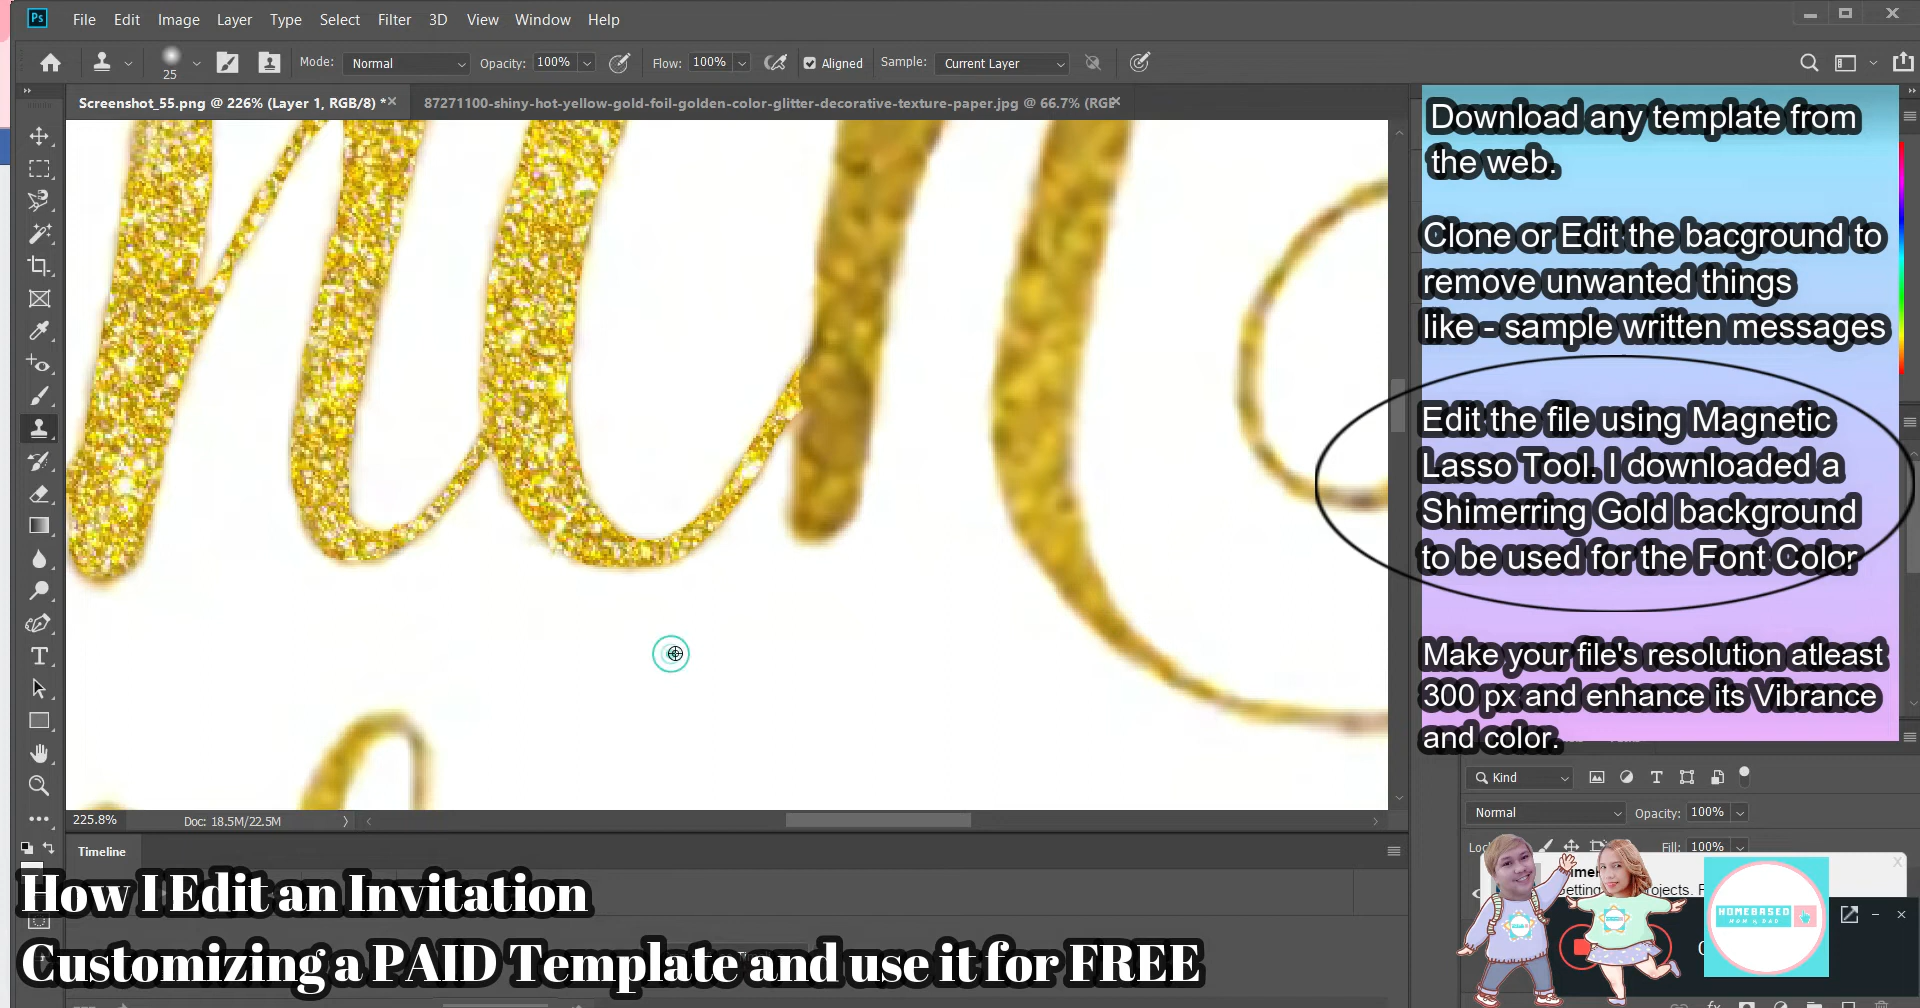 Ps File Edit Image Layer Type Select Filter 3D View Window Help
25 Mode: Normal Opacity: 100% Flow: 100% Aligned Sample: Current Layer
Screenshot_55.png @ 226% (Layer 1, RGB/8) *
87271100-shiny-hot-yellow-gold-foil-golden-color-glitter-decorative-texture-paper.jpg @ 66.7%
Download any template from
the web.
Clone or Edit the bacground to
remove unwanted things
like - sample written messages
Edit the file using Magnetic
Lasso Tool. I downloaded a
Shimerring Gold background
to be used for the Font Color
Make your file's resolution atleast
300 px and enhance its Vibrance
and color.
225.8% Doc: 18.5M/22.5M
Kind
Normal Opacity: 100%
Fill: 100%
Timeline
HOMEBASED
MOM & DAD
How I Edit an Invitation
Customizing a PAID Template and use it for FREE